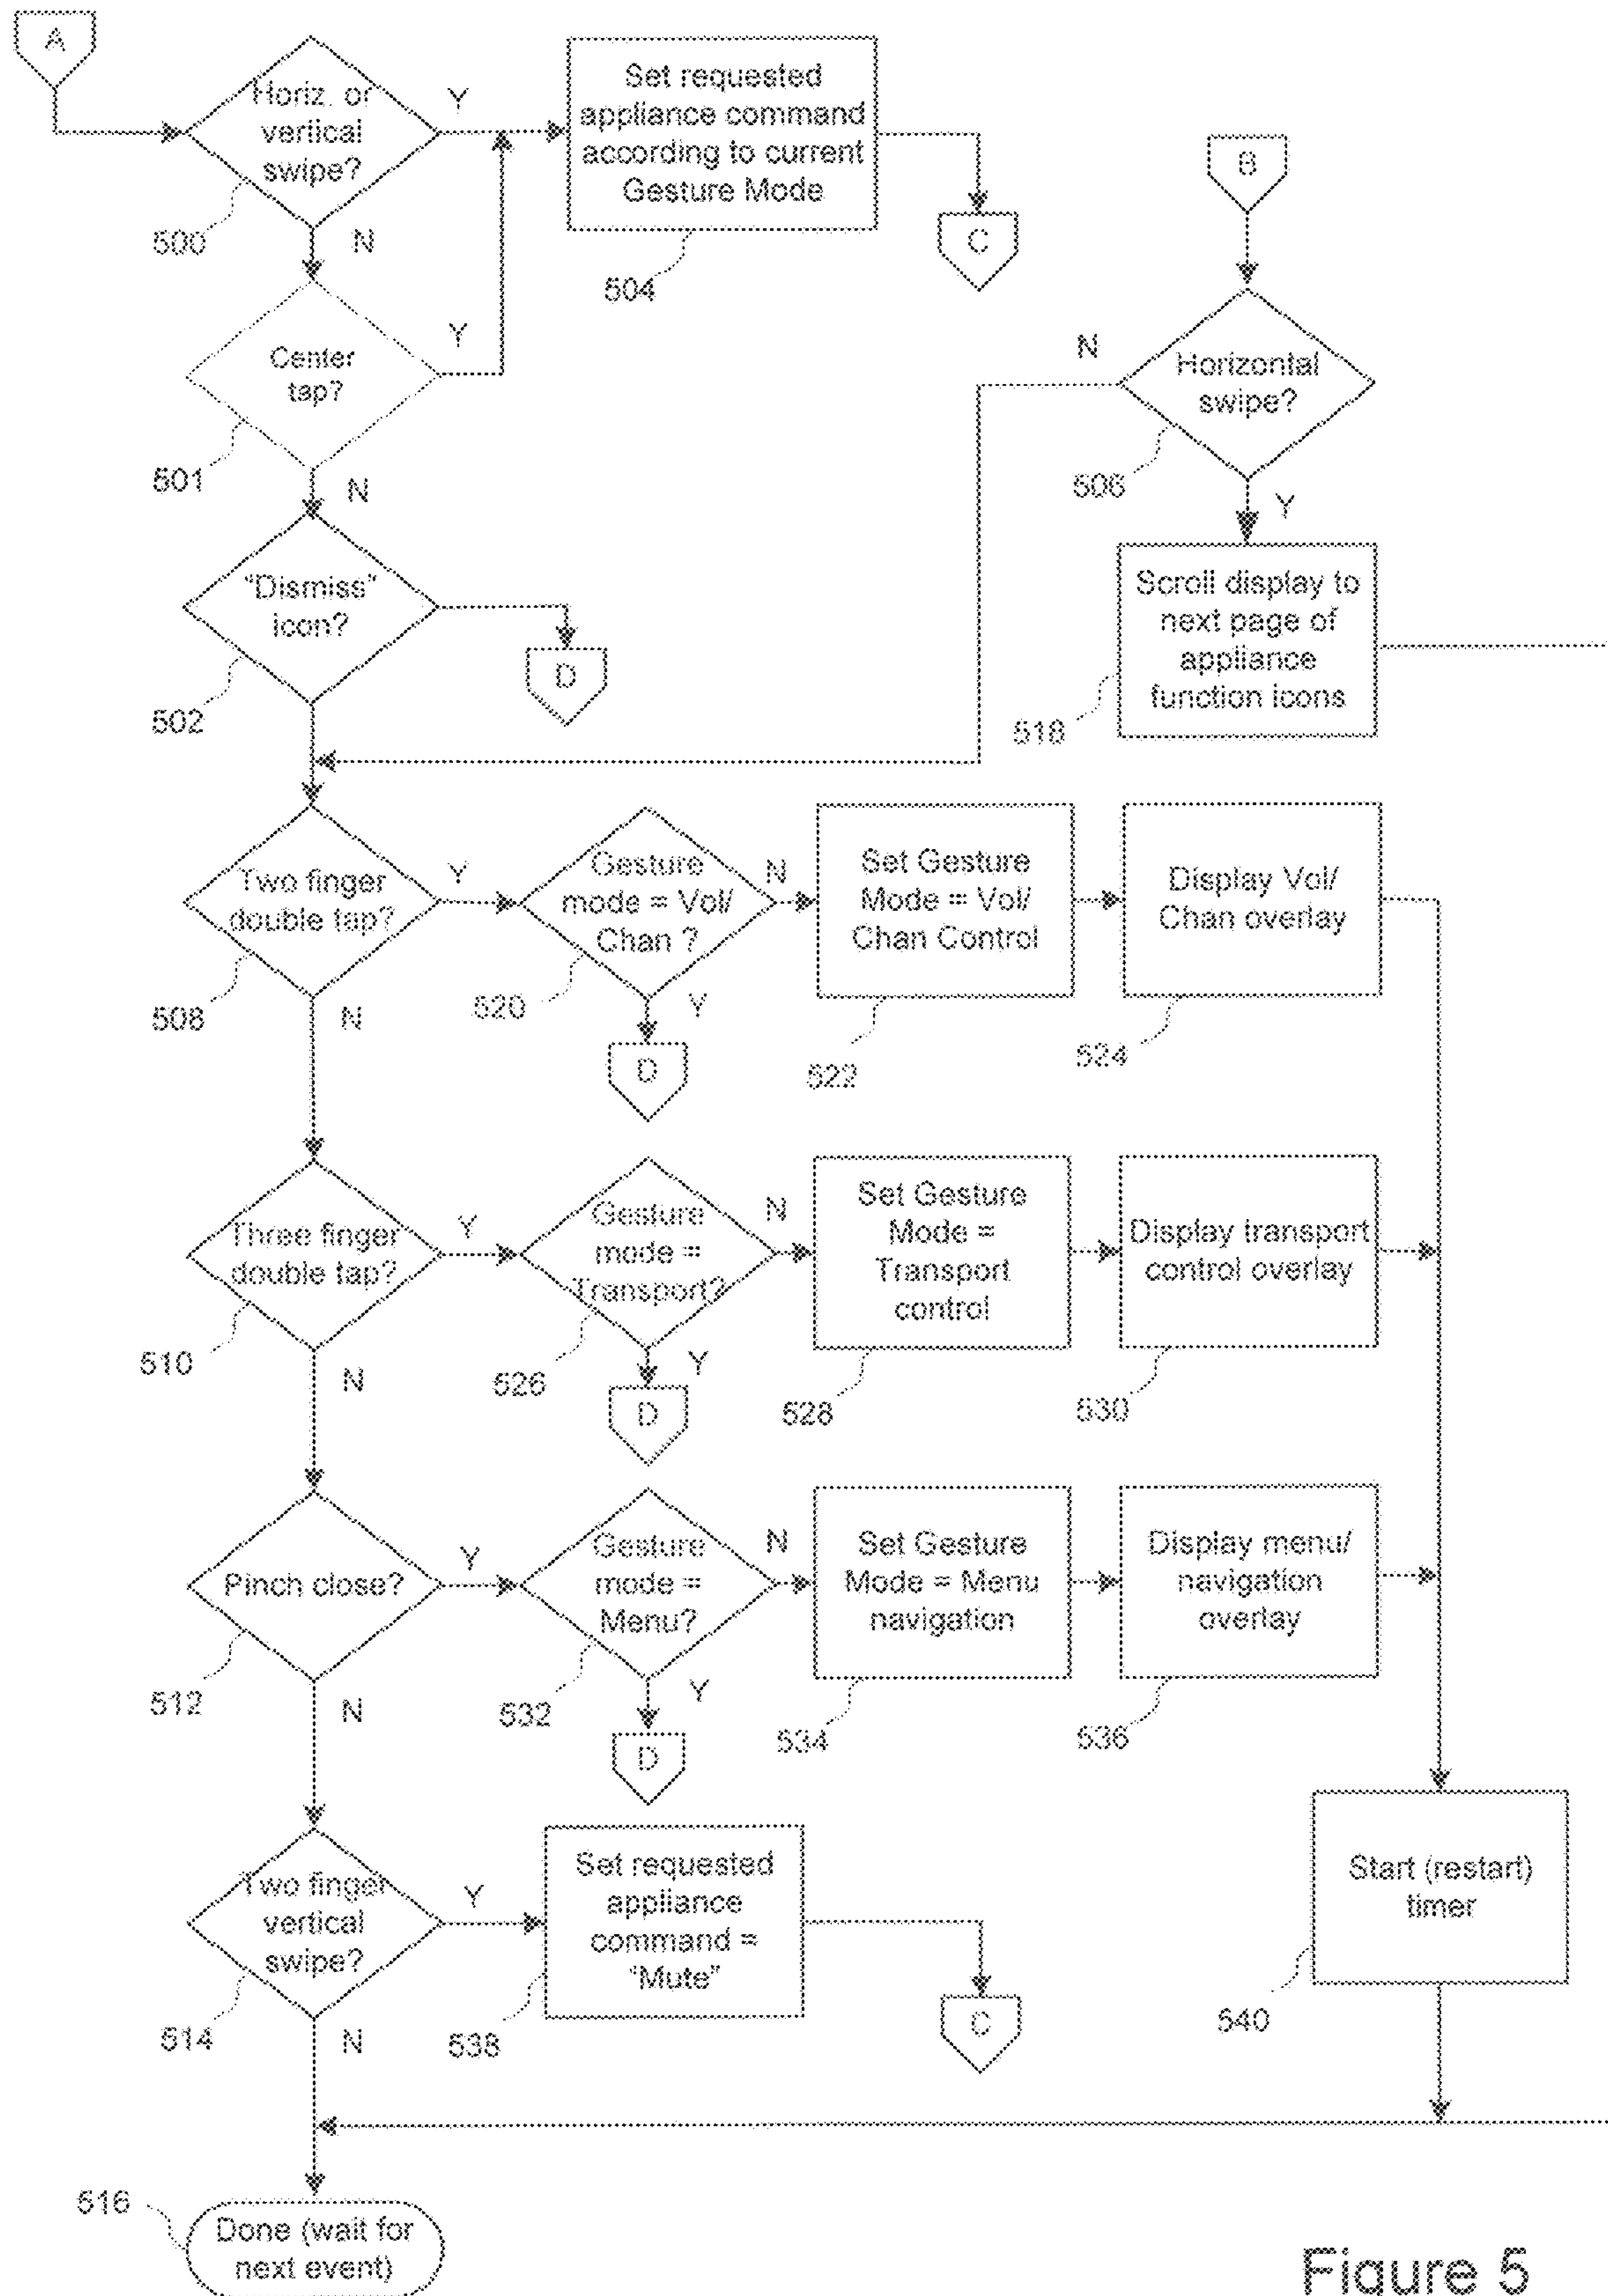 A
Horiz. or
vertical
swipe?
Y
500
N
Set requested
appliance command
according to current
Gesture Mode
504
C
B
Center
tap?
Y
501
N
Horizontal
swipe?
N
506
Y
"Dismiss"
icon?
502
D
Scroll display to
next page of
appliance
function icons
518
Two finger
double tap?
Y
508
N
Gesture
mode = Vol/
Chan ?
N
520
Y
D
Set Gesture
Mode = Vol/
Chan Control
522
Display Vol/
Chan overlay
524
Three finger
double tap?
Y
510
N
Gesture
mode =
Transport?
N
526
Y
D
Set Gesture
Mode =
Transport
control
528
Display transport
control overlay
530
Pinch close?
Y
512
N
Gesture
mode =
Menu?
N
532
Y
D
Set Gesture
Mode = Menu
navigation
534
Display menu/
navigation
overlay
536
Two finger
vertical
swipe?
Y
514
N
Set requested
appliance
command =
"Mute"
538
C
Start (restart)
timer
540
516
Done (wait for
next event)
Figure 5